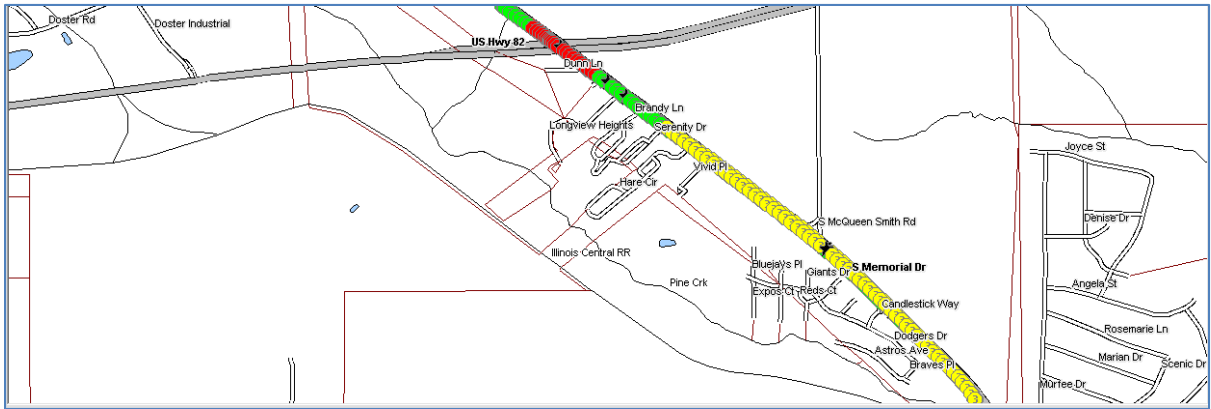 Doster Rd
Doster Industrial
US Hwy 82
Dunn Ln
Brandy Ln
Longview Heights
Serenity Dr
Joyce St
Vivid Pl
Hare Cir
S McQueen Smith Rd
Denise Dr
Illinois Central RR
Bluejays Pl
S Memorial Dr
Giants Dr
Pine Crk
Expos Ct
Reds Ct
Angela St
Candlestick Way
Rosemarie Ln
Dodgers Dr
Astros Ave
Marian Dr
Braves Pl
Scenic Dr
Murfee Dr